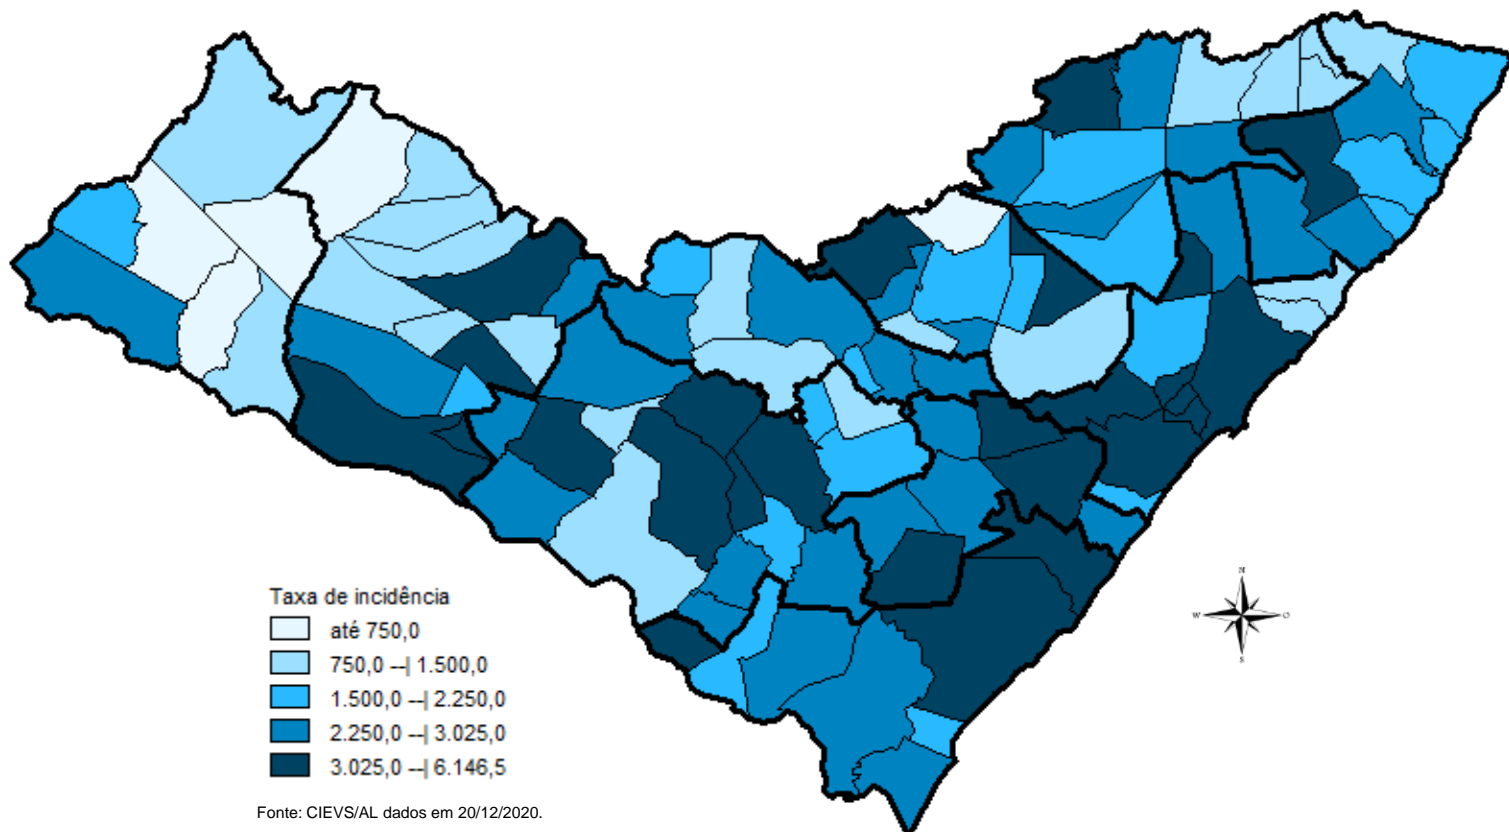 Taxa de incidência
até 750,0
750,0 --| 1.500,0
1.500,0 --| 2.250,0
2.250,0 --| 3.025,0
3.025,0 --| 6.146,5
Fonte: CIEVS/AL dados em 20/12/2020.
N
W O
S